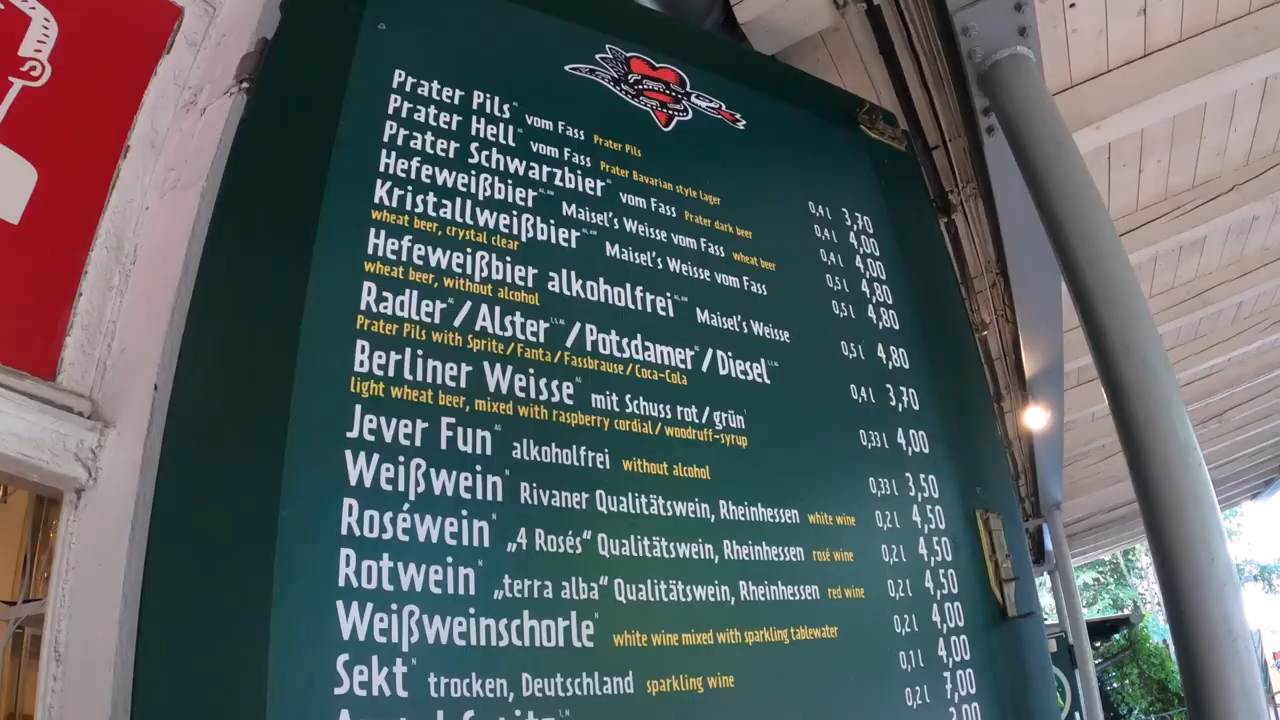 Prater Pils vom Fass Prater Pils 0,4 l 3,70
Prater Hell vom Fass Prater Bavarian style lager 0,4 l 4,00
Prater Schwarzbier vom Fass Prater dark beer 0,4 l 4,00
Hefeweißbier Maisel's Weisse vom Fass wheat beer 0,5 l 4,80
Kristallweißbier Maisel's Weisse vom Fass 0,5 l 4,80
wheat beer, crystal clear
Hefeweißbier alkoholfrei Maisel's Weisse 0,5 l 4,80
wheat beer, without alcohol
Radler / Alster / Potsdamer / Diesel 0,4 l 3,70
Prater Pils with Sprite / Fanta / Fassbrause / Coca-Cola
Berliner Weisse mit Schuss rot / grün 0,33 l 4,00
light wheat beer, mixed with raspberry cordial / woodruff-syrup
Jever Fun alkoholfrei without alcohol 0,33 l 3,50
Weißwein Rivaner Qualitätswein, Rheinhessen white wine 0,2 l 4,50
Roséwein „4 Rosés“ Qualitätswein, Rheinhessen rosé wine 0,2 l 4,50
Rotwein „terra alba“ Qualitätswein, Rheinhessen red wine 0,2 l 4,50
Weißweinschorle white wine mixed with sparkling tablewater 0,2 l 4,00
Sekt trocken, Deutschland sparkling wine 0,1 l 4,00
0,2 l 7,00